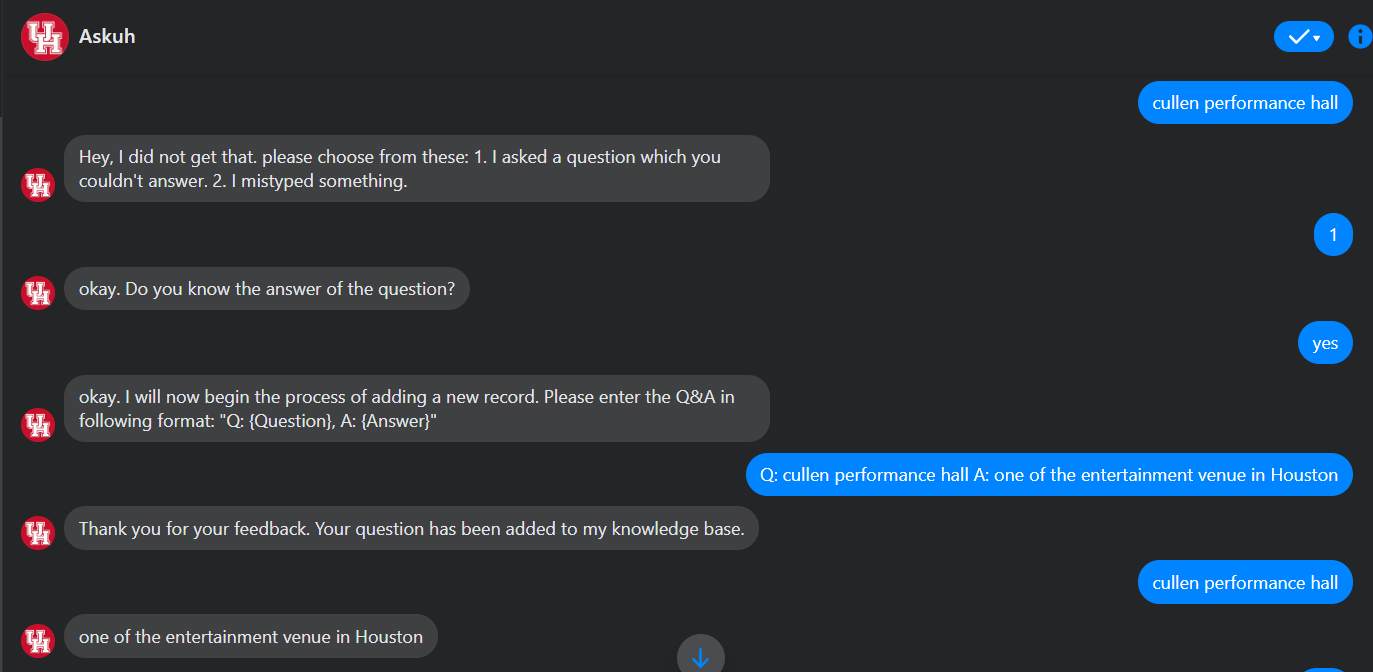 Askuh
cullen performance hall
Hey, I did not get that. please choose from these: 1. I asked a question which you
couldn't answer. 2. I mistyped something.
1
okay. Do you know the answer of the question?
yes
okay. I will now begin the process of adding a new record. Please enter the Q&A in
following format: "Q: {Question}, A: {Answer}"
Q: cullen performance hall A: one of the entertainment venue in Houston
Thank you for your feedback. Your question has been added to my knowledge base.
cullen performance hall
one of the entertainment venue in Houston